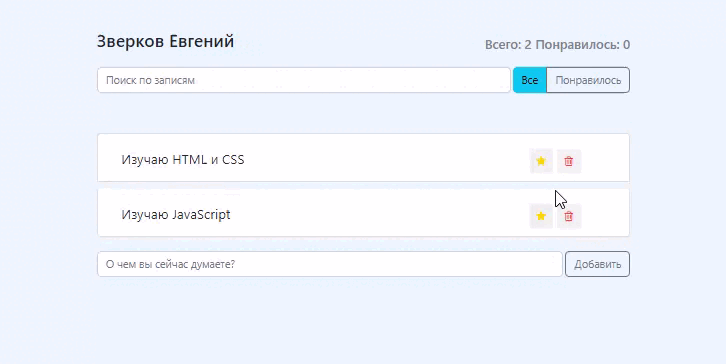 Зверков Евгений
Всего: 2 Понравилось: 0
Поиск по записям
Все
Понравилось
Изучаю HTML и CSS
Изучаю JavaScript
О чем вы сейчас думаете?
Добавить